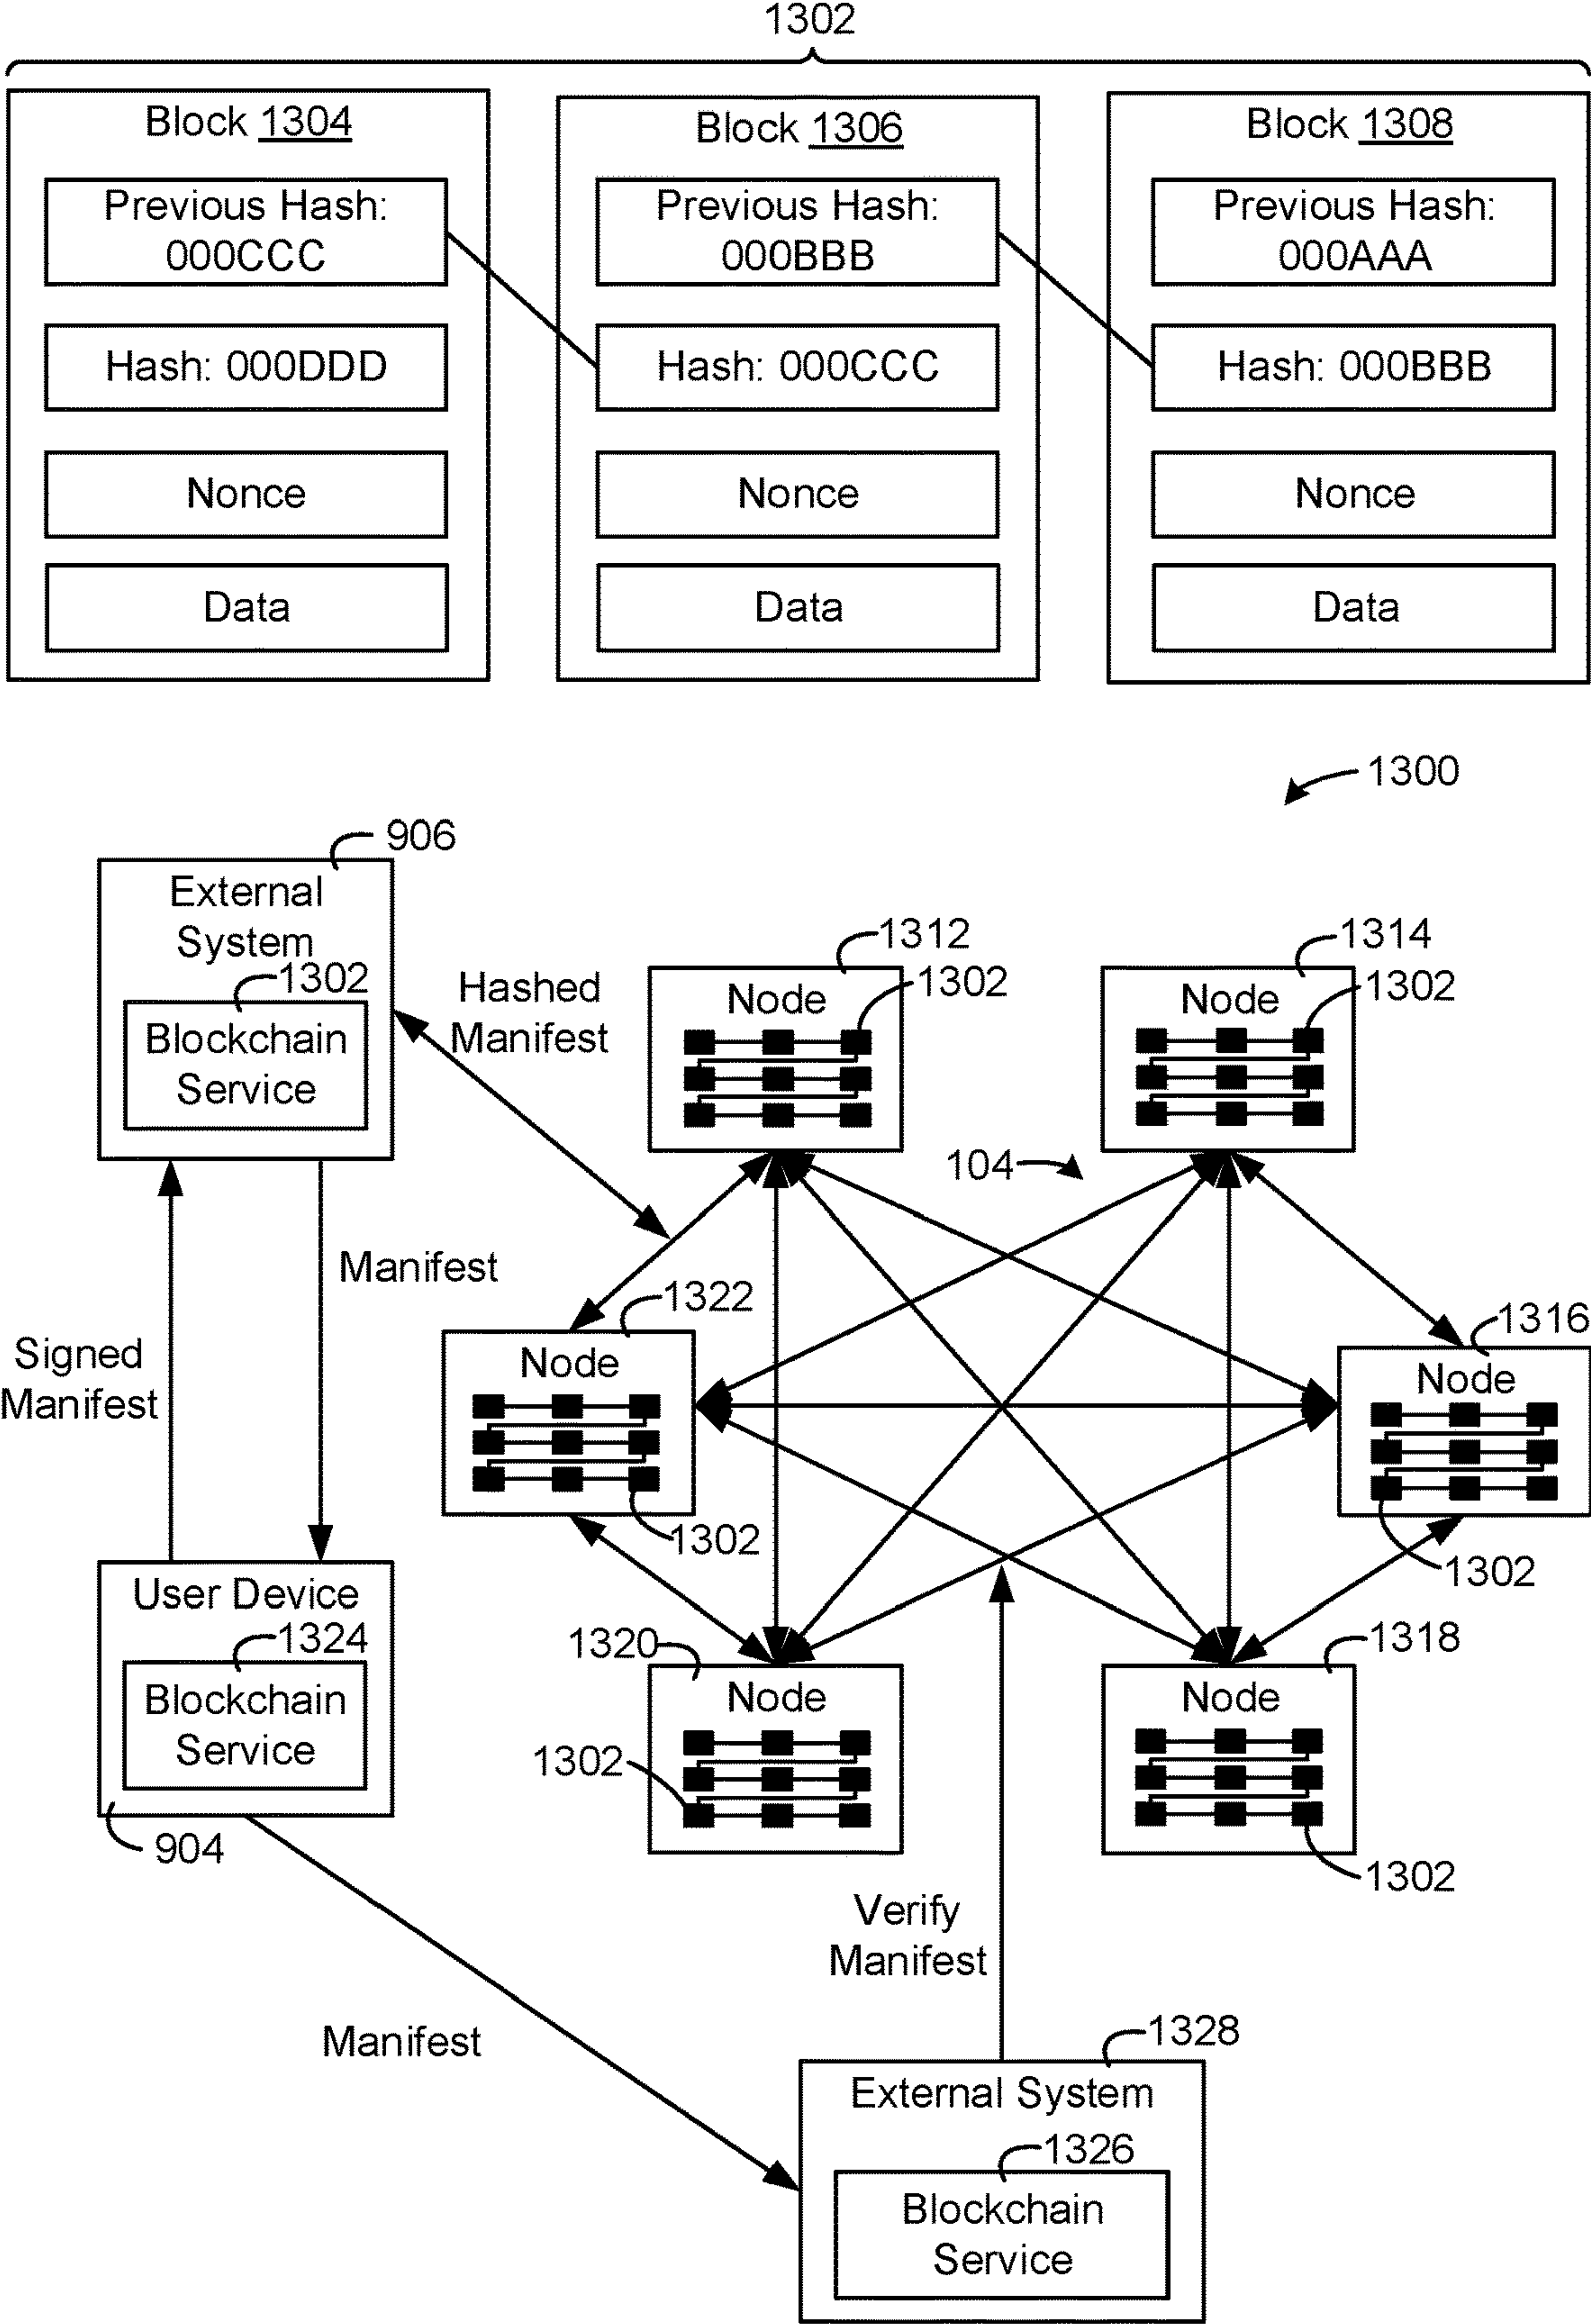 1302
Block 1304
Previous Hash:
000CCC
Hash: 000DDD
Nonce
Data
Block 1306
Previous Hash:
000BBB
Hash: 000CCC
Nonce
Data
Block 1308
Previous Hash:
000AAA
Hash: 000BBB
Nonce
Data
1300
906
External
System
1302
Blockchain
Service
Hashed
Manifest
1312
Node
1302
1314
Node
1302
104
Manifest
Signed
Manifest
1322
Node
1302
1316
Node
1302
User Device
1324
Blockchain
Service
904
1320
Node
1302
1318
Node
1302
Verify
Manifest
Manifest
1328
External System
1326
Blockchain
Service